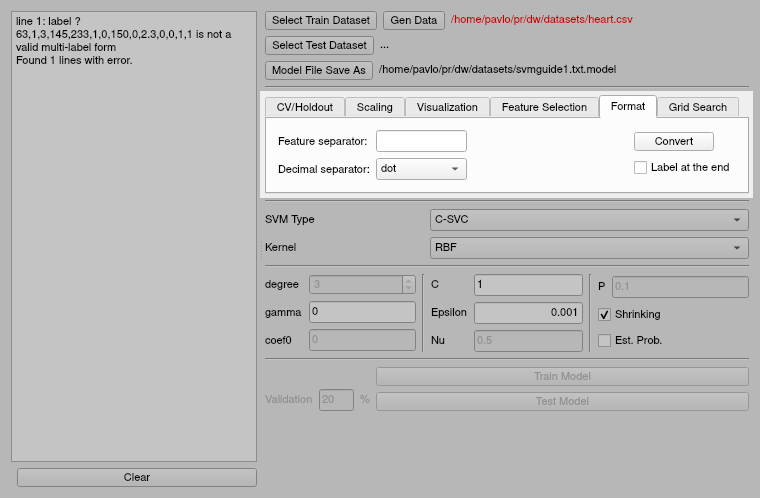 line 1: label ?
63,1,3,145,233,1,0,150,0,2.3,0,0,1,1 is not a
valid multi-label form
Found 1 lines with error.
Clear
Select Train Dataset Gen Data /home/pavlo/pr/dw/datasets/heart.csv
Select Test Dataset ...
Model File Save As /home/pavlo/pr/dw/datasets/svmguide1.txt.model
CV/Holdout Scaling Visualization Feature Selection Format Grid Search
Feature separator: Convert
Decimal separator: dot Label at the end
SVM Type C-SVC
Kernel RBF
degree 3 C 1 P 0.1
gamma 0 Epsilon 0.001 Shrinking
coef0 0 Nu 0.5 Est. Prob.
Train Model
Validation 20 % Test Model